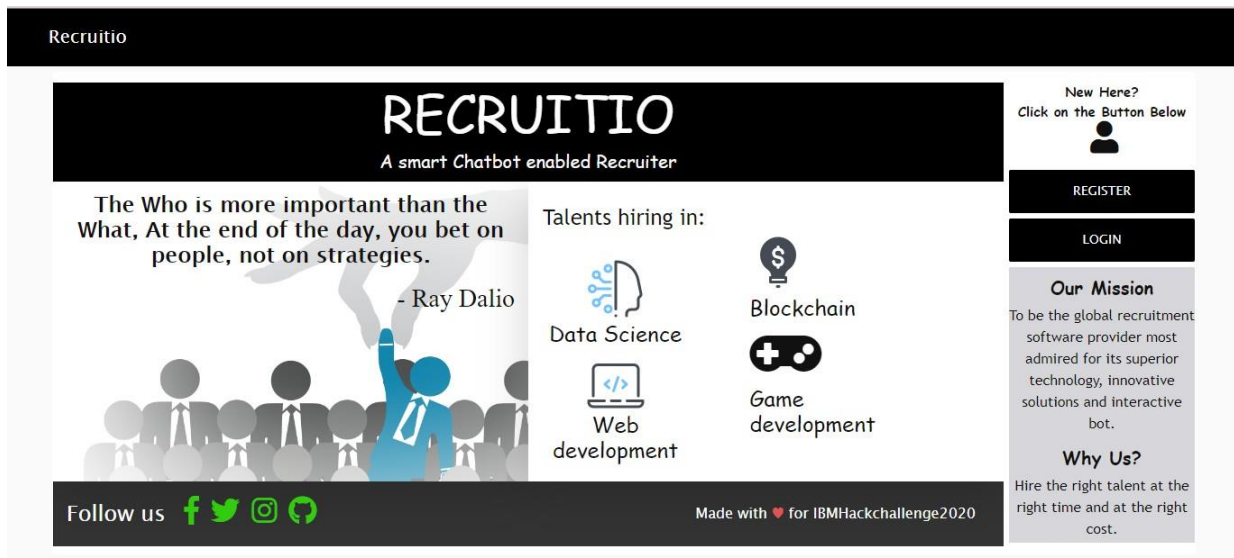 Recruitio
RECRUITIO
A smart Chatbot enabled Recruiter
The Who is more important than the
What, At the end of the day, you bet on
people, not on strategies.
- Ray Dalio
Talents hiring in:
Data Science
Blockchain
</>
Web
development
Game
development
Follow us
Made with ♥ for IBMHackchallenge2020
New Here?
Click on the Button Below
REGISTER
LOGIN
Our Mission
To be the global recruitment
software provider most
admired for its superior
technology, innovative
solutions and interactive
bot.
Why Us?
Hire the right talent at the
right time and at the right
cost.